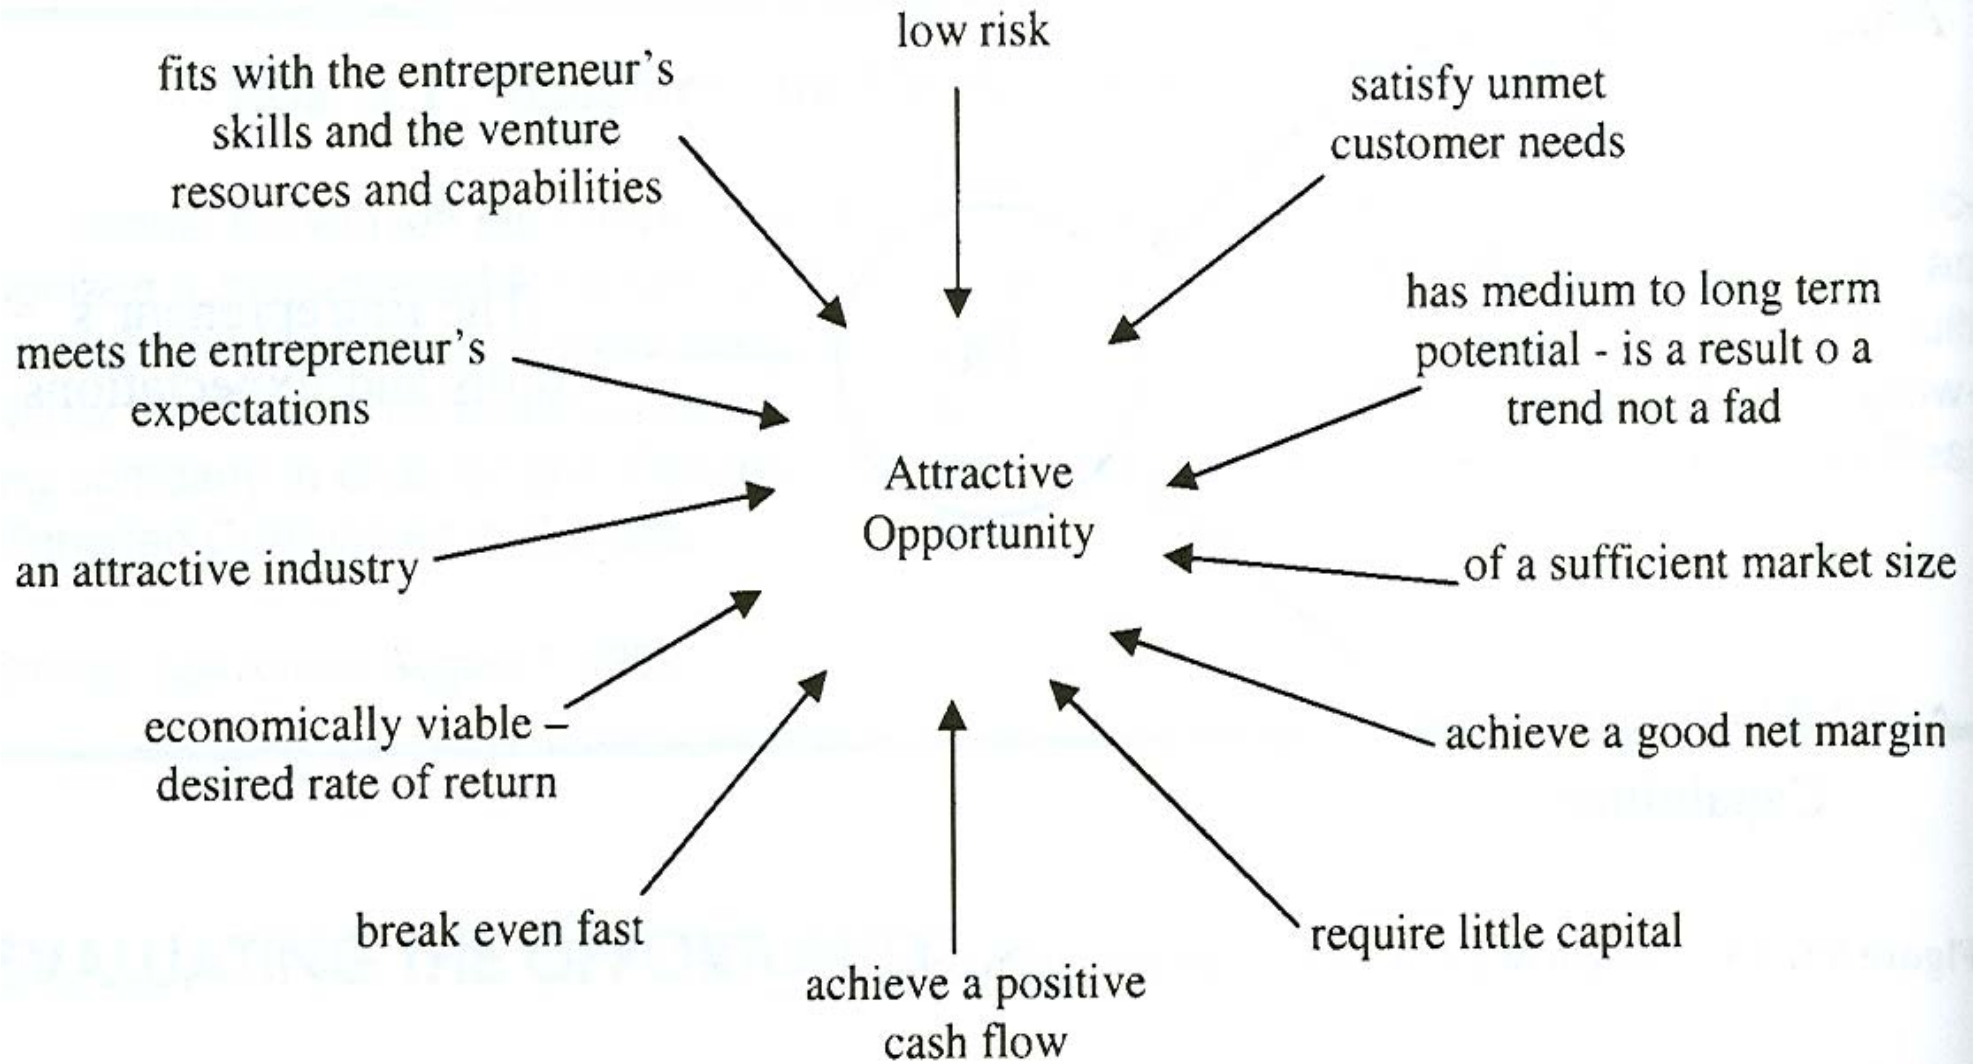 low risk
fits with the entrepreneur's
skills and the venture
resources and capabilities
satisfy unmet
customer needs
has medium to long term
potential - is a result o a
trend not a fad
meets the entrepreneur's
expectations
Attractive
Opportunity
of a sufficient market size
an attractive industry
economically viable –
desired rate of return
achieve a good net margin
break even fast
require little capital
achieve a positive
cash flow